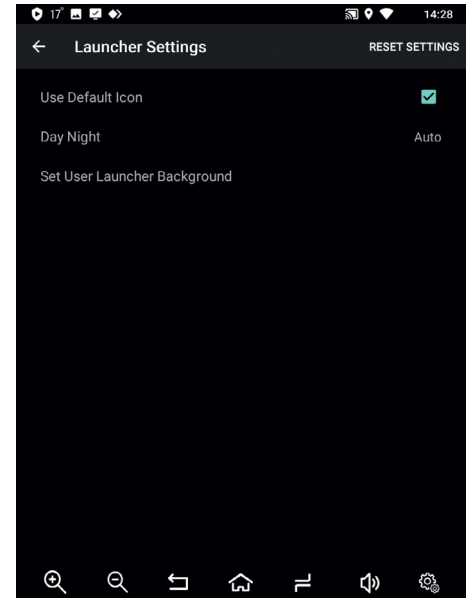 17° 14:28
Launcher Settings RESET SETTINGS
Use Default Icon
Day Night Auto
Set User Launcher Background